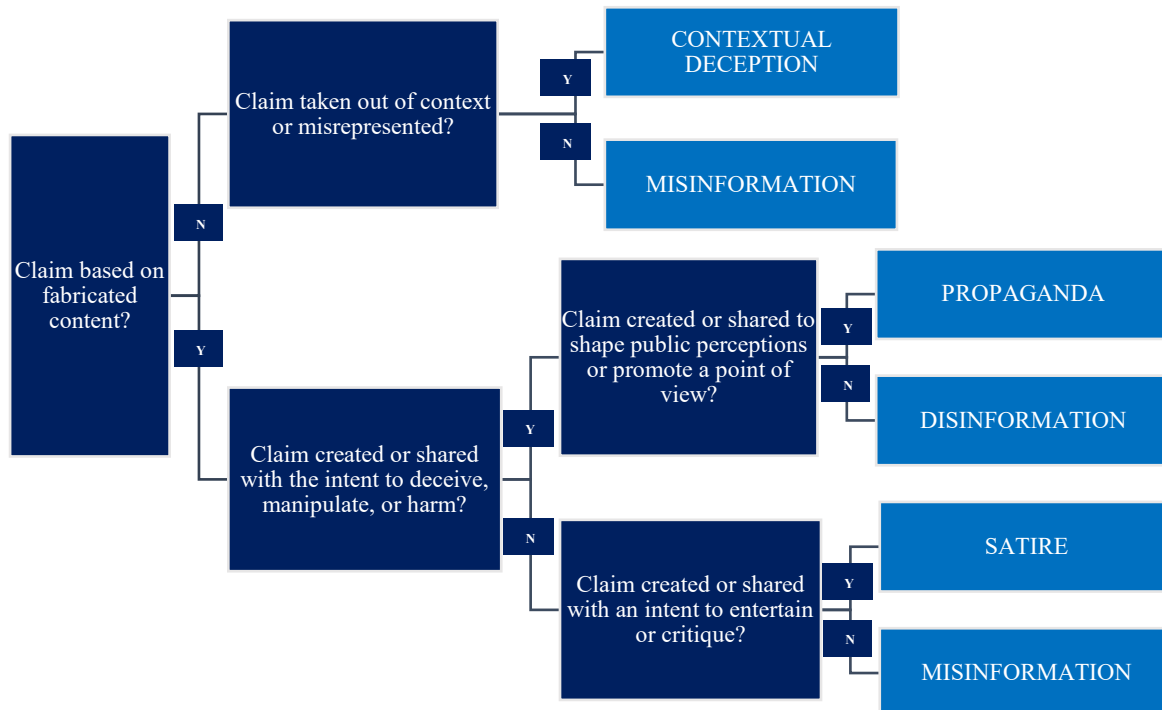 Claim based on
fabricated
content?
N
Y
Claim taken out of context
or misrepresented?
Y
N
CONTEXTUAL
DECEPTION
MISINFORMATION
Claim created or shared
with the intent to deceive,
manipulate, or harm?
Y
N
Claim created or shared to
shape public perceptions
or promote a point of
view?
Y
N
PROPAGANDA
DISINFORMATION
Claim created or shared
with an intent to entertain
or critique?
Y
N
SATIRE
MISINFORMATION